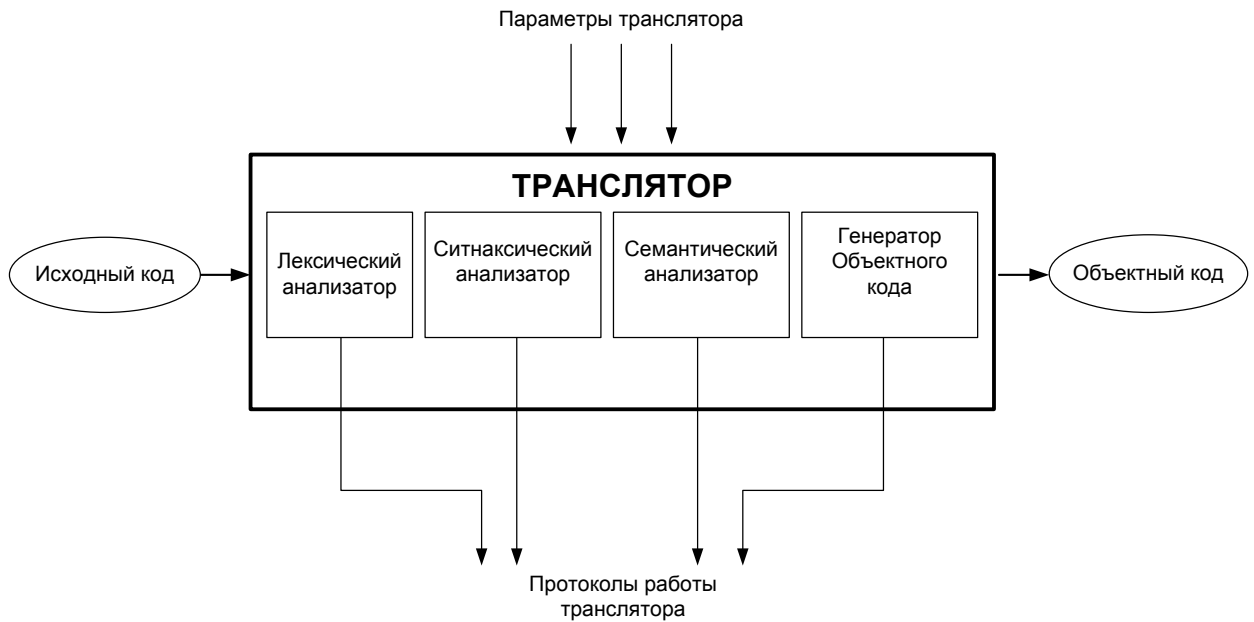 Параметры транслятора
ТРАНСЛЯТОР
Исходный код
Лексический
анализатор
Ситнаксический
анализатор
Семантический
анализатор
Генератор
Объектного
кода
Объектный код
Протоколы работы
транслятора